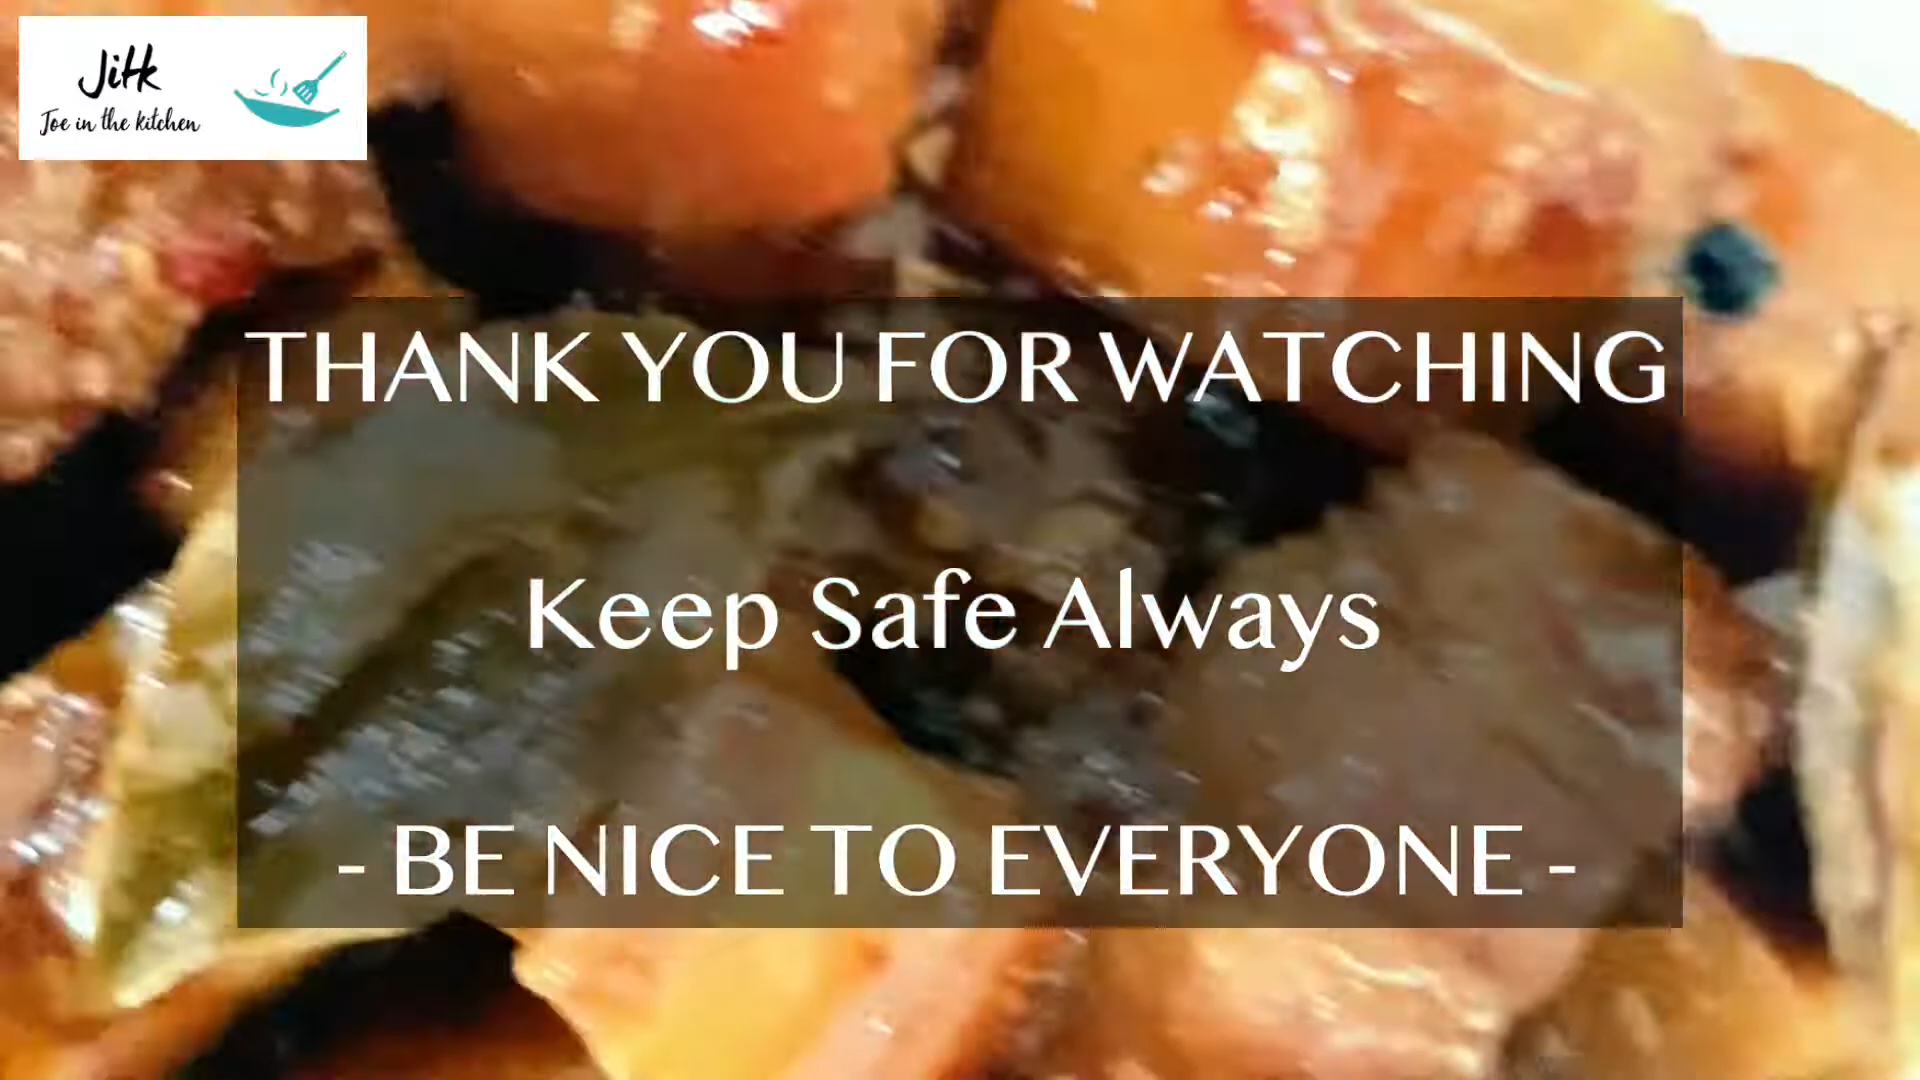 JitK
Joe in the kitchen
THANK YOU FOR WATCHING
Keep Safe Always
- BE NICE TO EVERYONE -